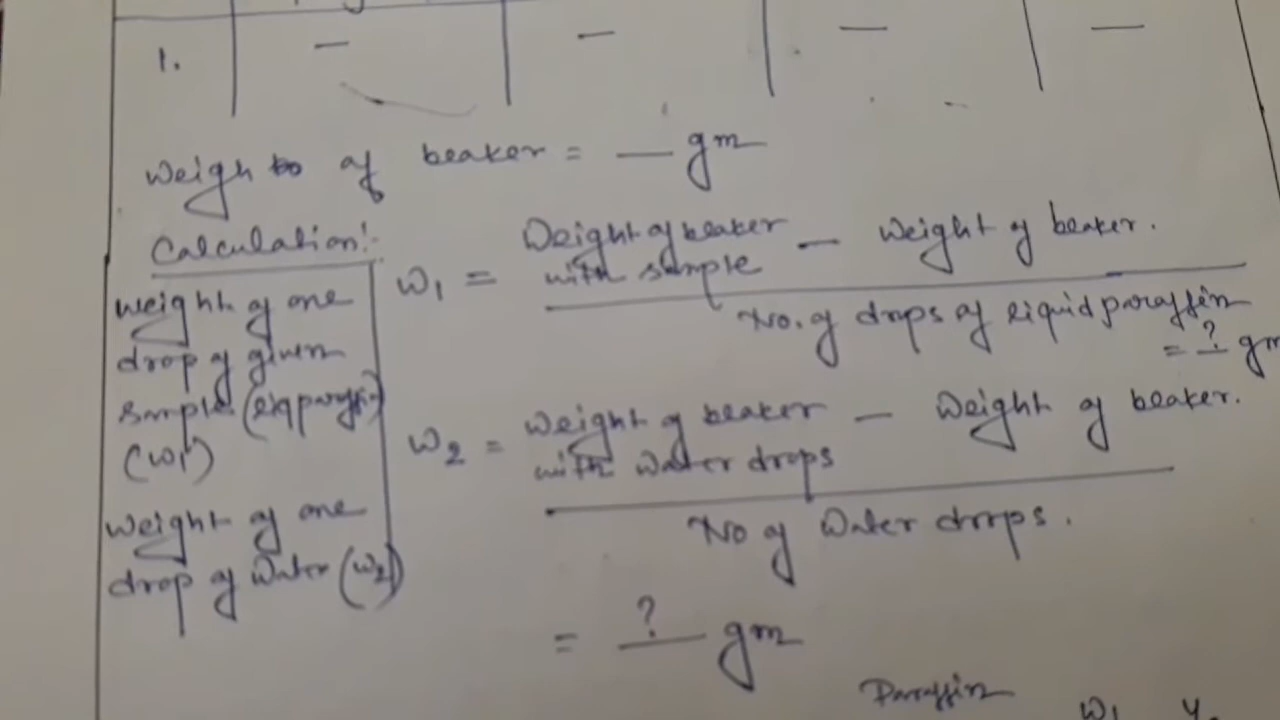 1. — — — —
Weigh to of beaker = — gm
Calculation:-
weight of one
drop of given
sample (liq paraffin)
(w1)
w1 = Weight of beaker with sample — Weight of beaker.
No. of drops of liquid paraffin
= ? gm
w2 = Weight of beaker with water drops — Weight of beaker.
No of Water drops.
weight of one
drop of water (w2)
= ? gm
Paraffin w1